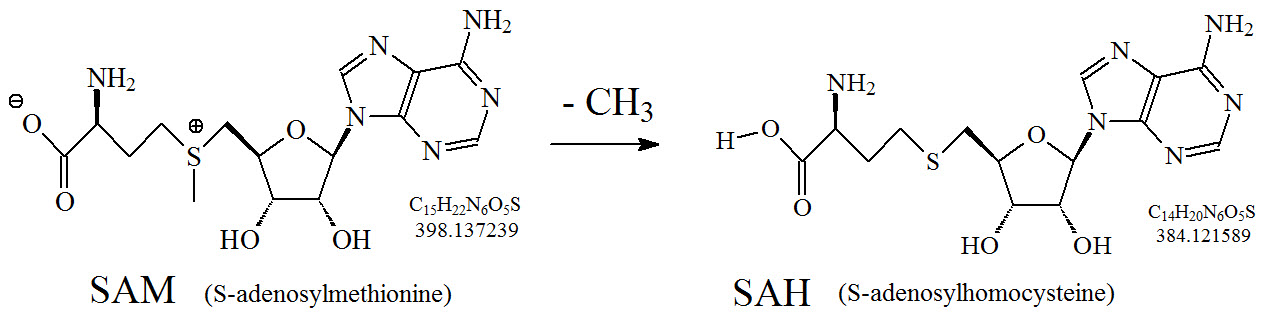 NH₂
N
N
NH₂
⊖
O
⊕
O
N
N
S
O
HO
OH
C₁₅H₂₂N₆O₅S
398.137239
SAM (S-adenosylmethionine)
- CH₃
NH₂
N
N
NH₂
H
O
O
N
N
S
O
HO
OH
C₁₄H₂₀N₆O₅S
384.121589
SAH (S-adenosylhomocysteine)